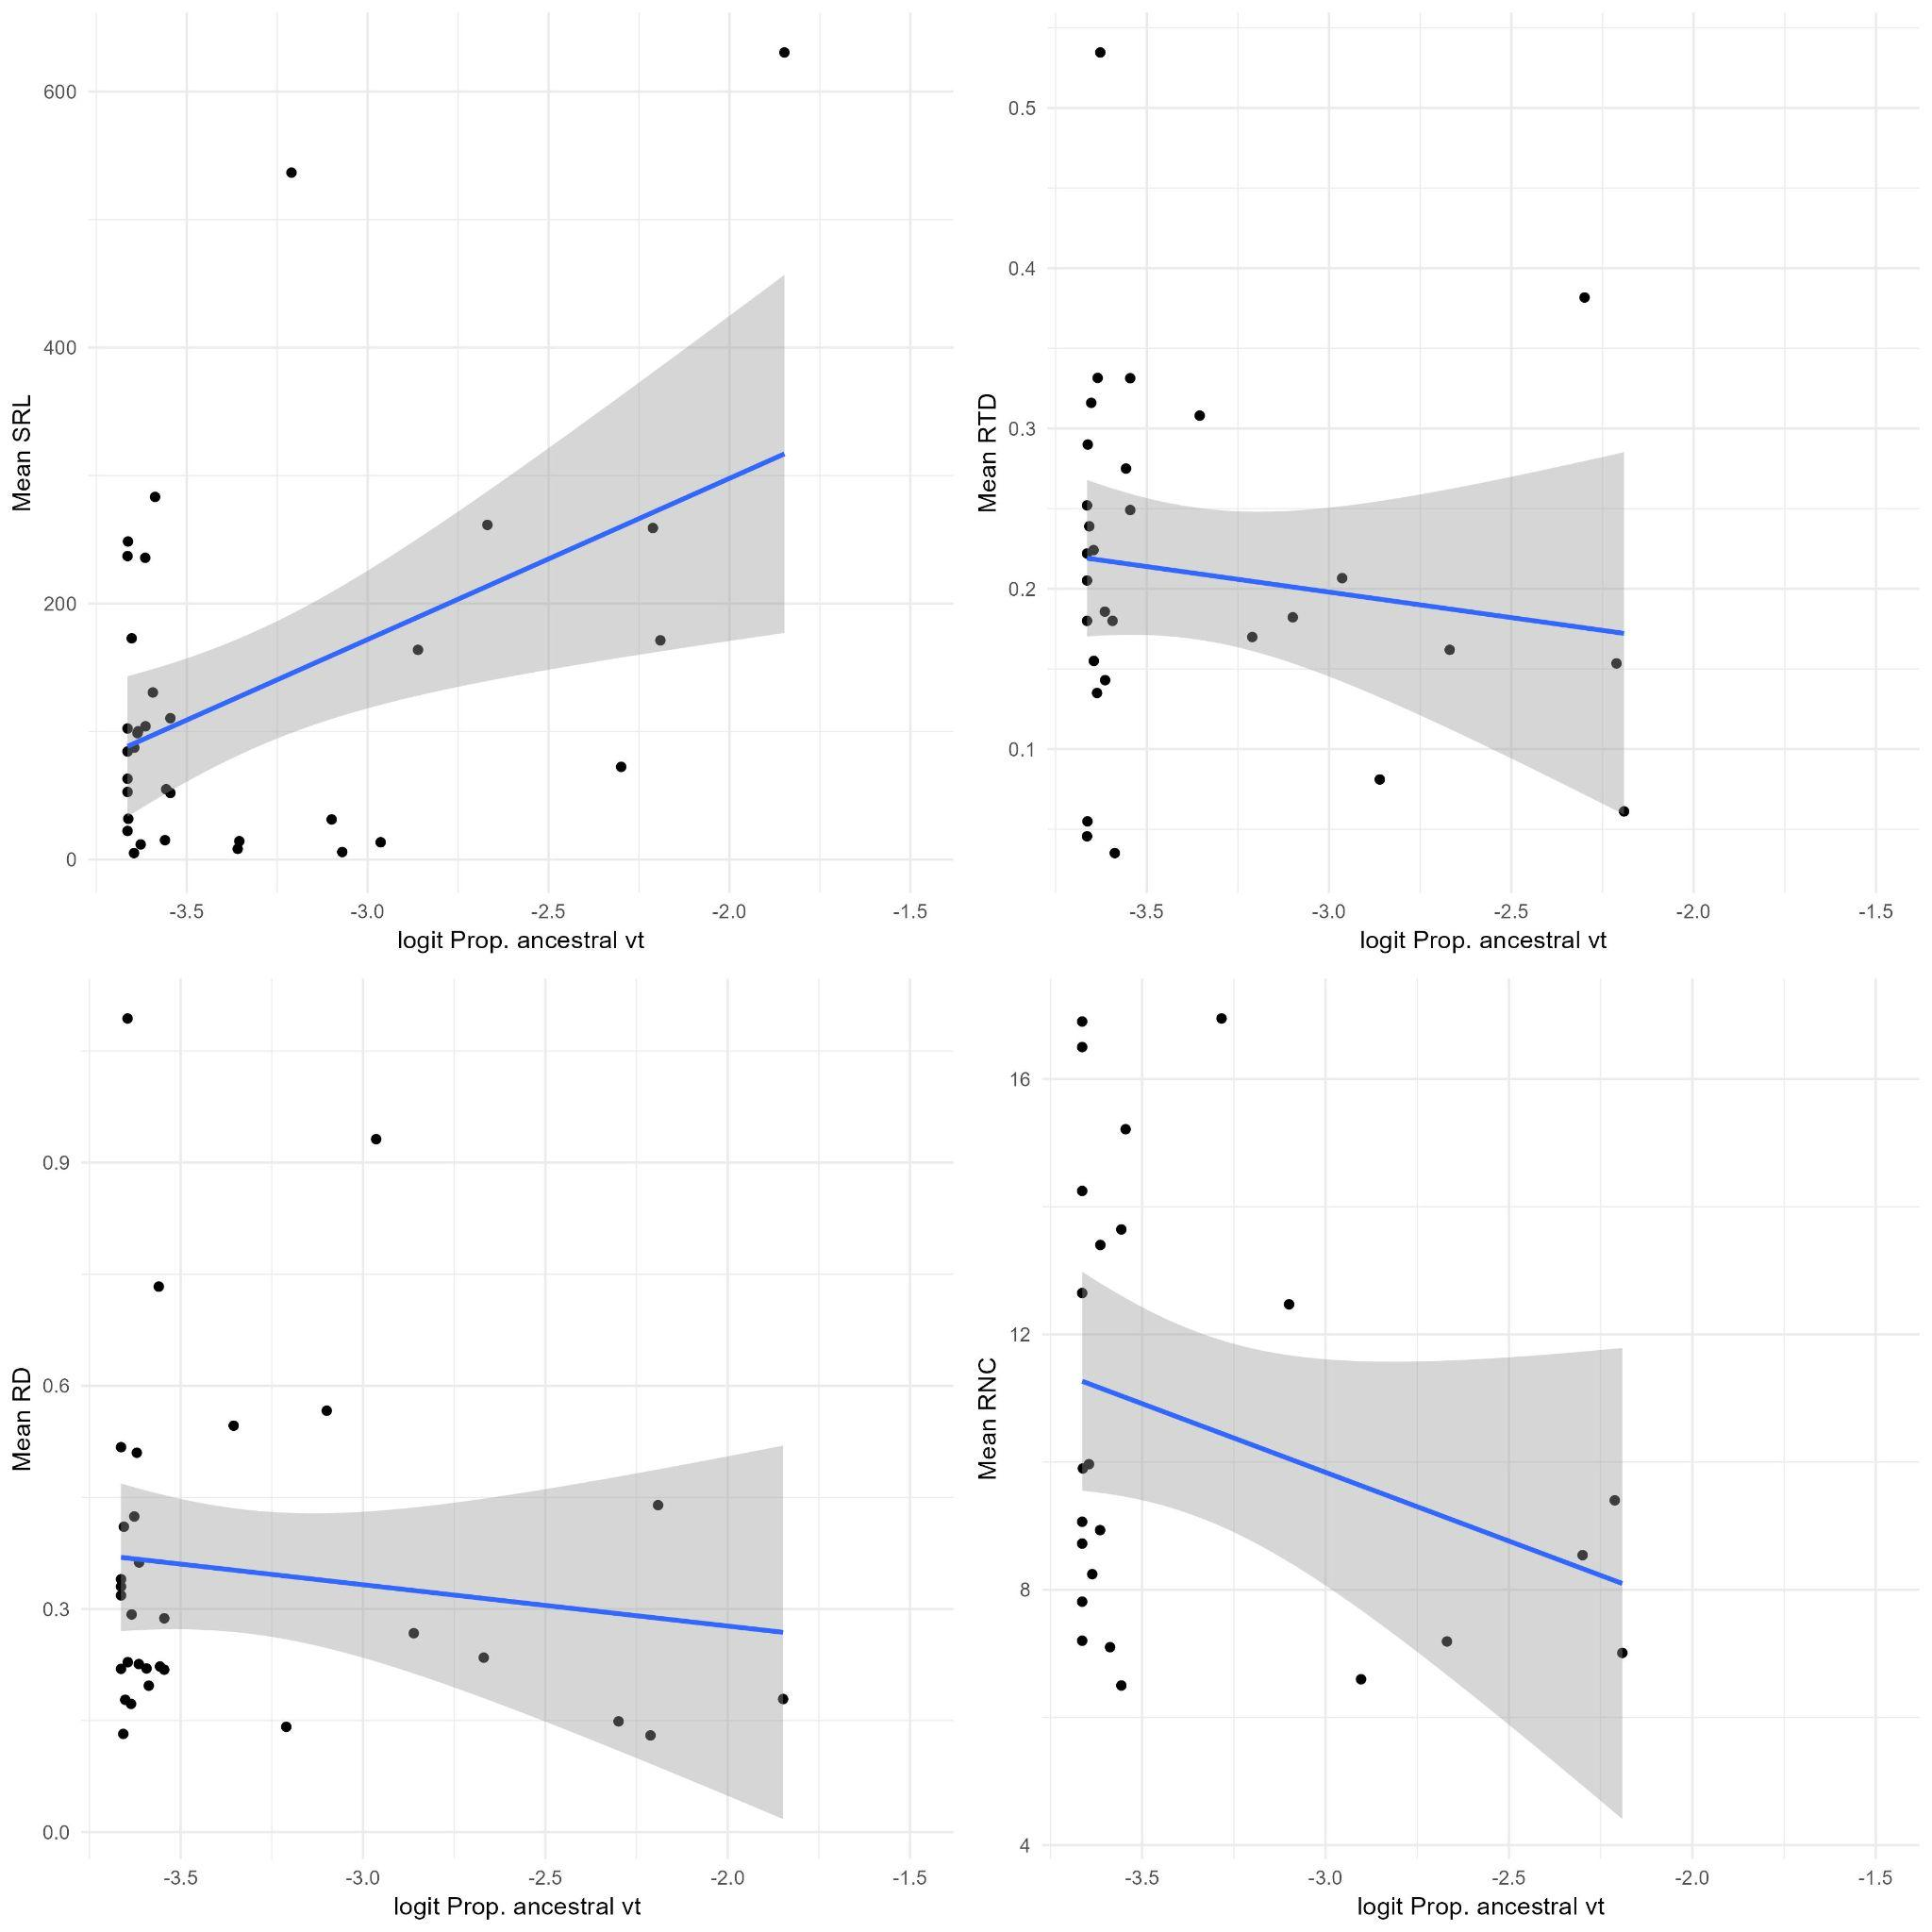 Mean SRL
600
400
200
0
-3.5 -3.0 -2.5 -2.0 -1.5
logit Prop. ancestral vt
Mean RTD
0.5
0.4
0.3
0.2
0.1
-3.5 -3.0 -2.5 -2.0 -1.5
logit Prop. ancestral vt
Mean RD
0.9
0.6
0.3
0.0
-3.5 -3.0 -2.5 -2.0 -1.5
logit Prop. ancestral vt
Mean RNC
16
12
8
4
-3.5 -3.0 -2.5 -2.0 -1.5
logit Prop. ancestral vt